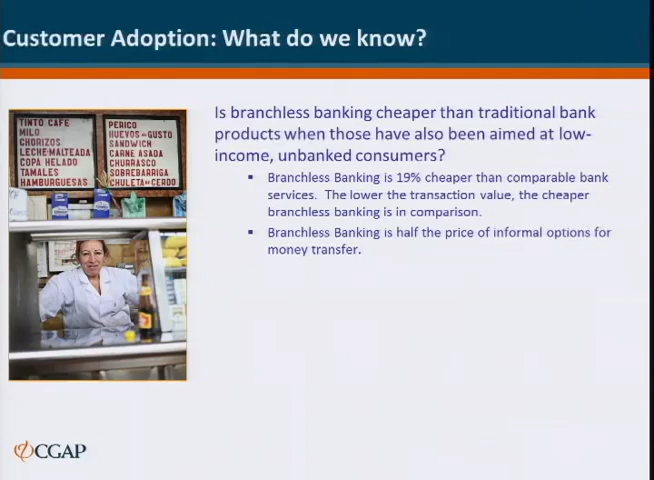 Customer Adoption: What do we know?
TINTO CAFE
MILO
CHORIZOS
LECHE-MALTEADA
COPA HELADO
TAMALES
HAMBURGUESAS
PERICO
HUEVOS AL GUSTO
SANDWICH
CARNE ASADA
CHURRASCO
SOBREBARRIGA
CHULETA DE CERDO
Is branchless banking cheaper than traditional bank
products when those have also been aimed at low-
income, unbanked consumers?
▪ Branchless Banking is 19% cheaper than comparable bank
services. The lower the transaction value, the cheaper
branchless banking is in comparison.
▪ Branchless Banking is half the price of informal options for
money transfer.
CGAP